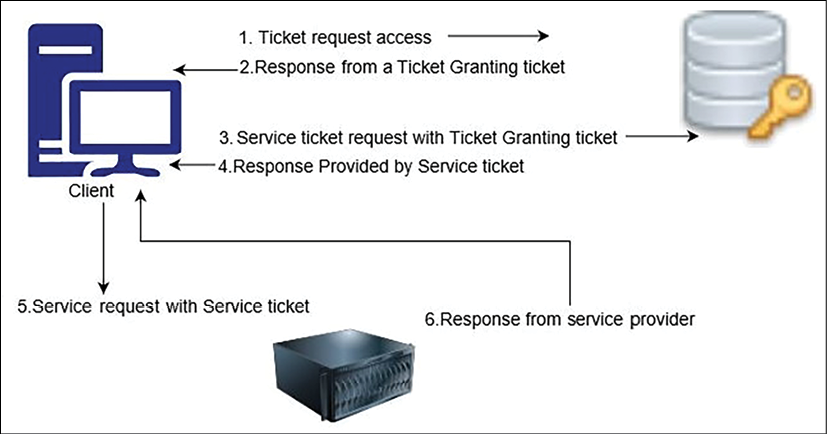 1. Ticket request access
2.Response from a Ticket Granting ticket
3. Service ticket request with Ticket Granting ticket
4.Response Provided by Service ticket
Client
5.Service request with Service ticket
6.Response from service provider